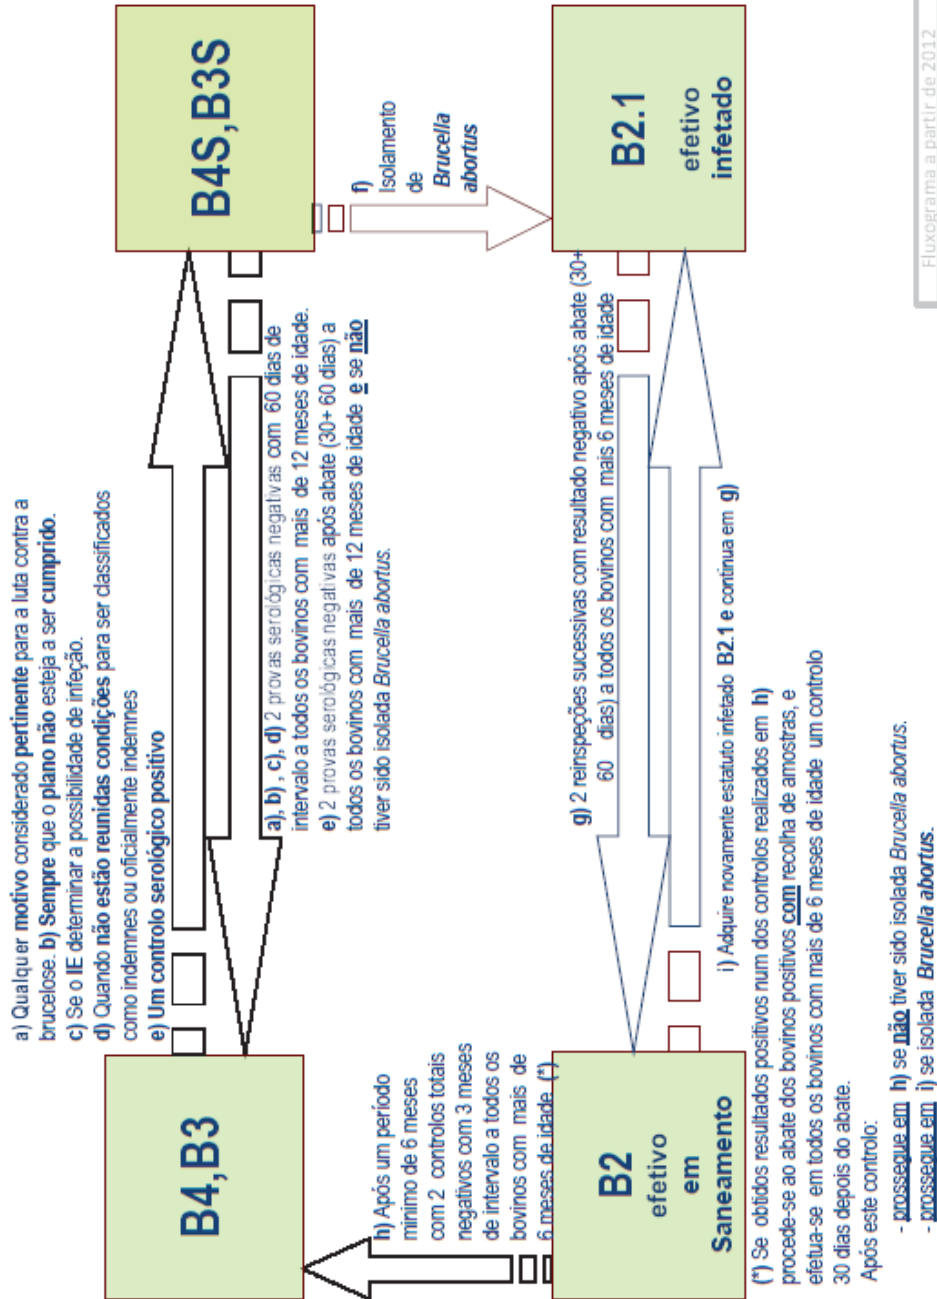 a) Qualquer motivo considerado pertinente para a luta contra a
brucelose. b) Sempre que o plano não esteja a ser cumprido.
c) Se o IE determinar a possibilidade de infeção.
d) Quando não estão reunidas condições para ser classificados
como indemnes ou oficialmente indemnes
e) Um controlo serológico positivo
B4,B3
B4S,B3S
a), b) , c), d) 2 provas serológicas negativas com 60 dias de
intervalo a todos os bovinos com mais de 12 meses de idade.
e) 2 provas serológicas negativas após abate (30+ 60 dias) a
todos os bovinos com mais de 12 meses de idade e se não
tiver sido isolada Brucella abortus.
f)
Isolamento
de
Brucella
abortus
h) Após um período
mínimo de 6 meses
com 2 controlos totais
negativos com 3 meses
de intervalo a todos os
bovinos com mais de
6 meses de idade (*)
g) 2 reinspeções sucessivas com resultado negativo após abate (30+
60 dias) a todos os bovinos com mais 6 meses de idade
B2
efetivo
em
Saneamento
B2.1
efetivo
infetado
i) Adquire novamente estatuto infetado B2.1 e continua em g)
(*) Se obtidos resultados positivos num dos controlos realizados em h)
procede-se ao abate dos bovinos positivos com recolha de amostras, e
efetua-se em todos os bovinos com mais de 6 meses de idade um controlo
30 dias depois do abate.
Após este controlo:
- prossegue em h) se não tiver sido isolada Brucella abortus.
- prossegue em i) se isolada Brucella abortus.
Fluxograma a partir de 2012